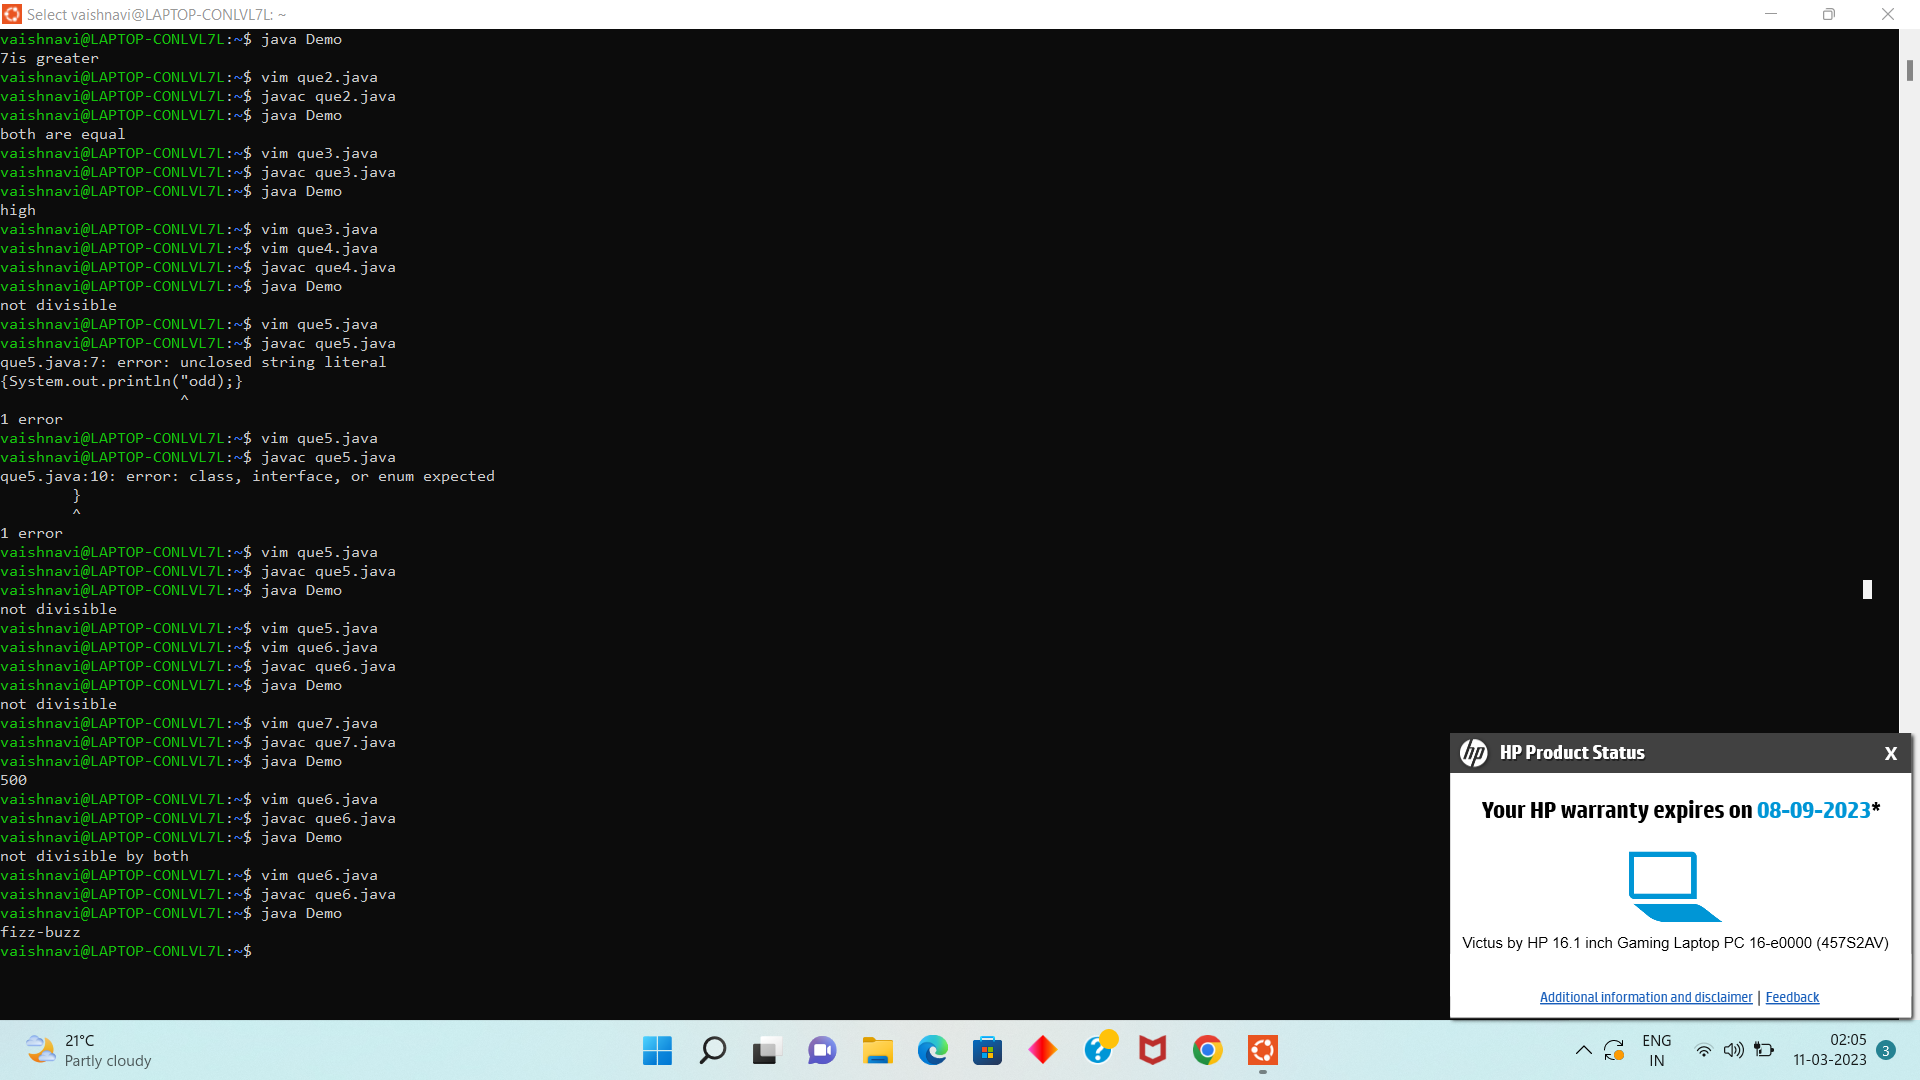 Select vaishnavi@LAPTOP-CONLVL7L: ~
vaishnavi@LAPTOP-CONLVL7L:~$ java Demo
7is greater
vaishnavi@LAPTOP-CONLVL7L:~$ vim que2.java
vaishnavi@LAPTOP-CONLVL7L:~$ javac que2.java
vaishnavi@LAPTOP-CONLVL7L:~$ java Demo
both are equal
vaishnavi@LAPTOP-CONLVL7L:~$ vim que3.java
vaishnavi@LAPTOP-CONLVL7L:~$ javac que3.java
vaishnavi@LAPTOP-CONLVL7L:~$ java Demo
high
vaishnavi@LAPTOP-CONLVL7L:~$ vim que3.java
vaishnavi@LAPTOP-CONLVL7L:~$ vim que4.java
vaishnavi@LAPTOP-CONLVL7L:~$ javac que4.java
vaishnavi@LAPTOP-CONLVL7L:~$ java Demo
not divisible
vaishnavi@LAPTOP-CONLVL7L:~$ vim que5.java
vaishnavi@LAPTOP-CONLVL7L:~$ javac que5.java
que5.java:7: error: unclosed string literal
{System.out.println("odd);}
^
1 error
vaishnavi@LAPTOP-CONLVL7L:~$ vim que5.java
vaishnavi@LAPTOP-CONLVL7L:~$ javac que5.java
que5.java:10: error: class, interface, or enum expected
}
^
1 error
vaishnavi@LAPTOP-CONLVL7L:~$ vim que5.java
vaishnavi@LAPTOP-CONLVL7L:~$ javac que5.java
vaishnavi@LAPTOP-CONLVL7L:~$ java Demo
not divisible
vaishnavi@LAPTOP-CONLVL7L:~$ vim que5.java
vaishnavi@LAPTOP-CONLVL7L:~$ vim que6.java
vaishnavi@LAPTOP-CONLVL7L:~$ javac que6.java
vaishnavi@LAPTOP-CONLVL7L:~$ java Demo
not divisible
vaishnavi@LAPTOP-CONLVL7L:~$ vim que7.java
vaishnavi@LAPTOP-CONLVL7L:~$ javac que7.java
vaishnavi@LAPTOP-CONLVL7L:~$ java Demo
500
vaishnavi@LAPTOP-CONLVL7L:~$ vim que6.java
vaishnavi@LAPTOP-CONLVL7L:~$ javac que6.java
vaishnavi@LAPTOP-CONLVL7L:~$ java Demo
not divisible by both
vaishnavi@LAPTOP-CONLVL7L:~$ vim que6.java
vaishnavi@LAPTOP-CONLVL7L:~$ javac que6.java
vaishnavi@LAPTOP-CONLVL7L:~$ java Demo
fizz-buzz
vaishnavi@LAPTOP-CONLVL7L:~$
hp HP Product Status X
Your HP warranty expires on 08-09-2023*
Victus by HP 16.1 inch Gaming Laptop PC 16-e0000 (457S2AV)
Additional information and disclaimer | Feedback
21°C
Partly cloudy
ENG
IN
02:05
11-03-2023
3